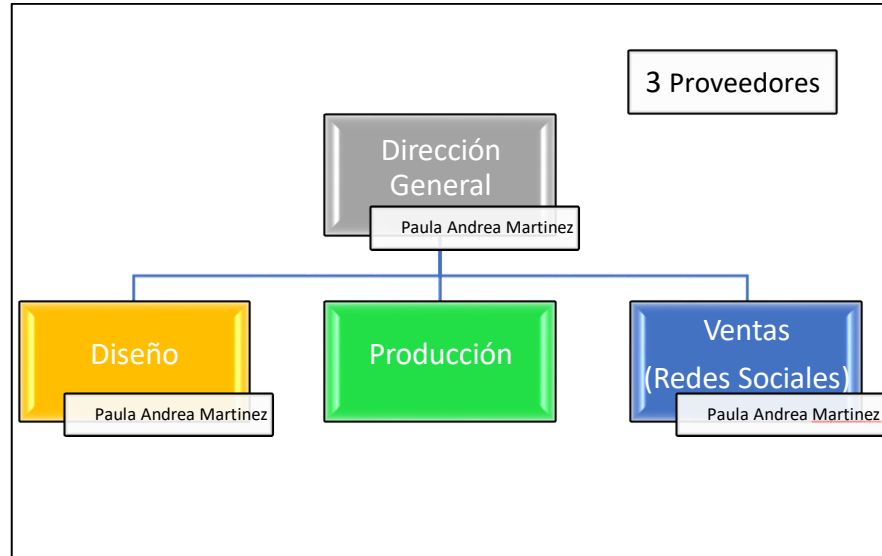 3 Proveedores
Dirección
General
Paula Andrea Martinez
Diseño
Paula Andrea Martinez
Producción
Ventas
(Redes Sociales)
Paula Andrea Martinez